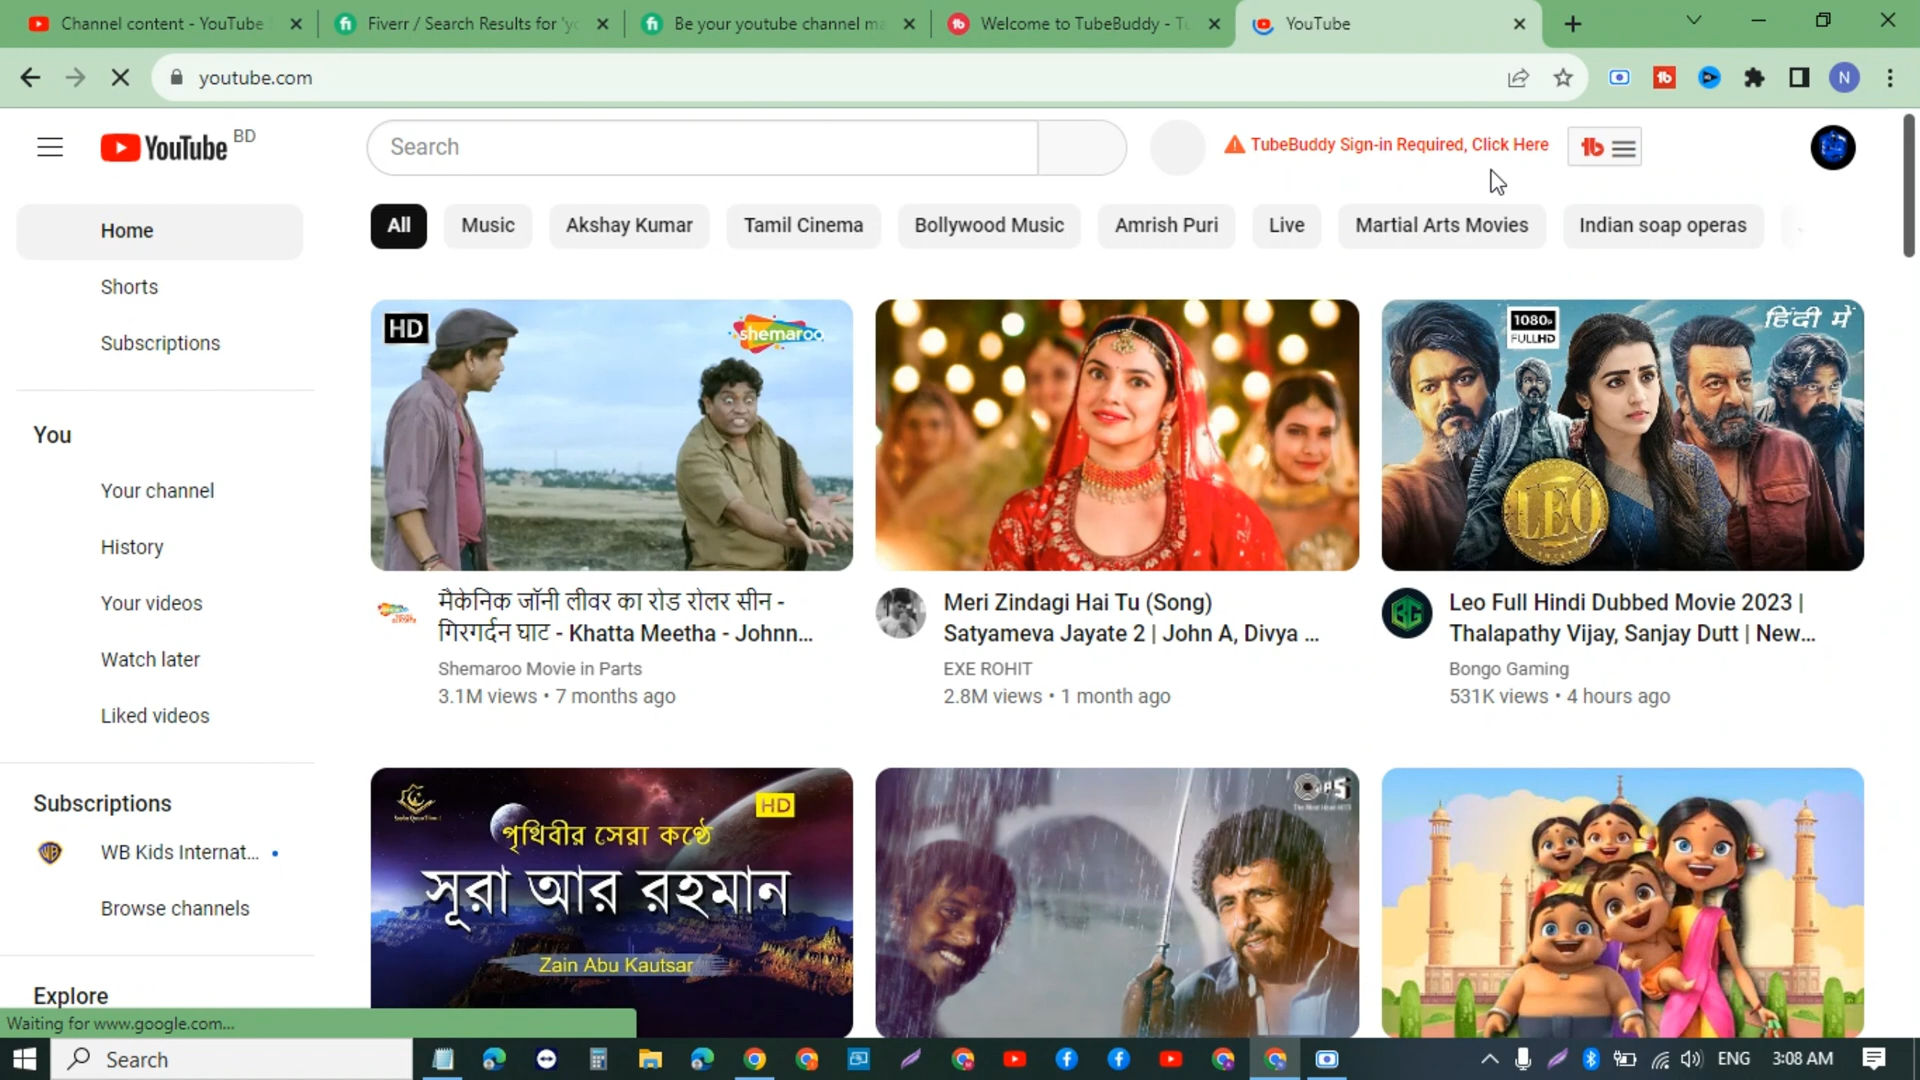 Channel content - YouTube
Fiverr / Search Results for 'y
Be your youtube channel ma
Welcome to TubeBuddy - Tu
YouTube
youtube.com
N
YouTube BD
Search
TubeBuddy Sign-in Required, Click Here
tb
Home
Shorts
Subscriptions
You
Your channel
History
Your videos
Watch later
Liked videos
Subscriptions
WB Kids Internat...
Browse channels
Explore
All
Music
Akshay Kumar
Tamil Cinema
Bollywood Music
Amrish Puri
Live
Martial Arts Movies
Indian soap operas
HD
shemaroo
1080p
FULLHD
हिंदी में
LEO
मैकेनिक जॉनी लीवर का रोड रोलर सीन -
गिरगर्दन घाट - Khatta Meetha - Johnn...
Shemaroo Movie in Parts
3.1M views • 7 months ago
Meri Zindagi Hai Tu (Song)
Satyameva Jayate 2 | John A, Divya ...
EXE ROHIT
2.8M views • 1 month ago
BG
Leo Full Hindi Dubbed Movie 2023 |
Thalapathy Vijay, Sanjay Dutt | New...
Bongo Gaming
531K views • 4 hours ago
HD
পৃথিবীর সেরা কণ্ঠে
সূরা আর রহমান
Zain Abu Kautsar
Waiting for www.google.com...
Search
ENG
3:08 AM